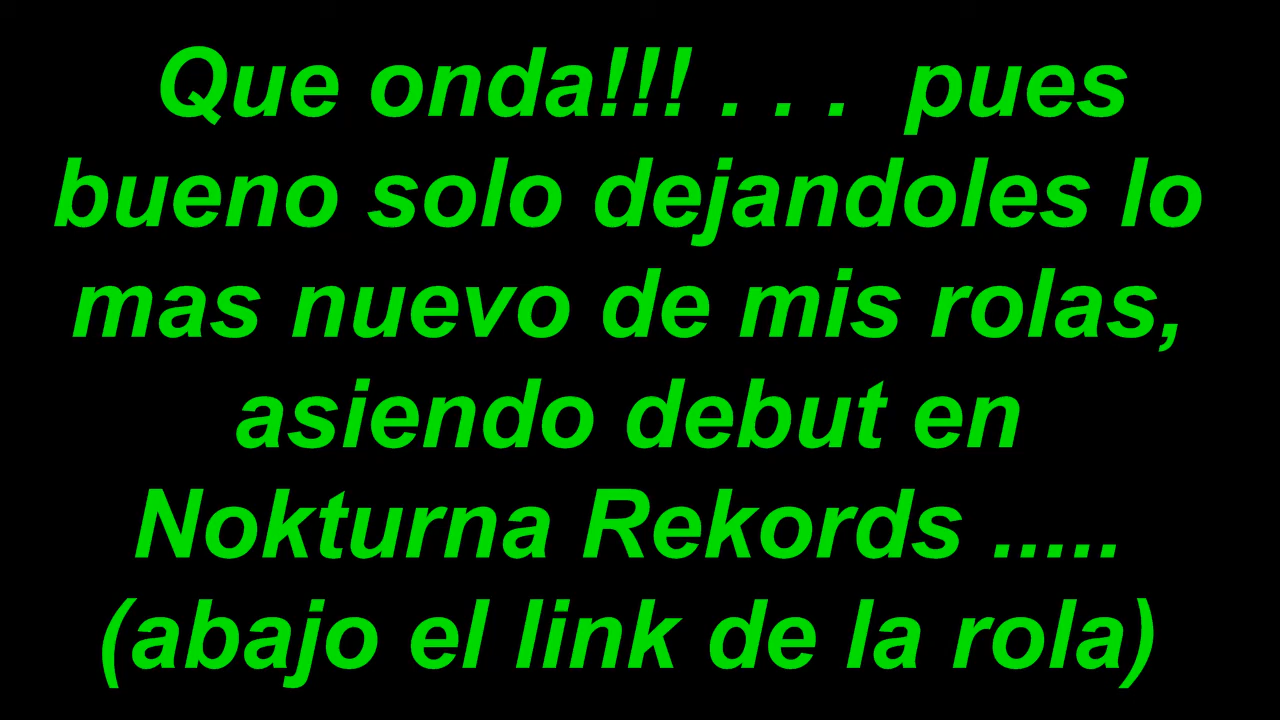 Que onda!!! . . .  pues
bueno solo dejandoles lo
mas nuevo de mis rolas,
asiendo debut en
Nokturna Rekords .....
(abajo el link de la rola)